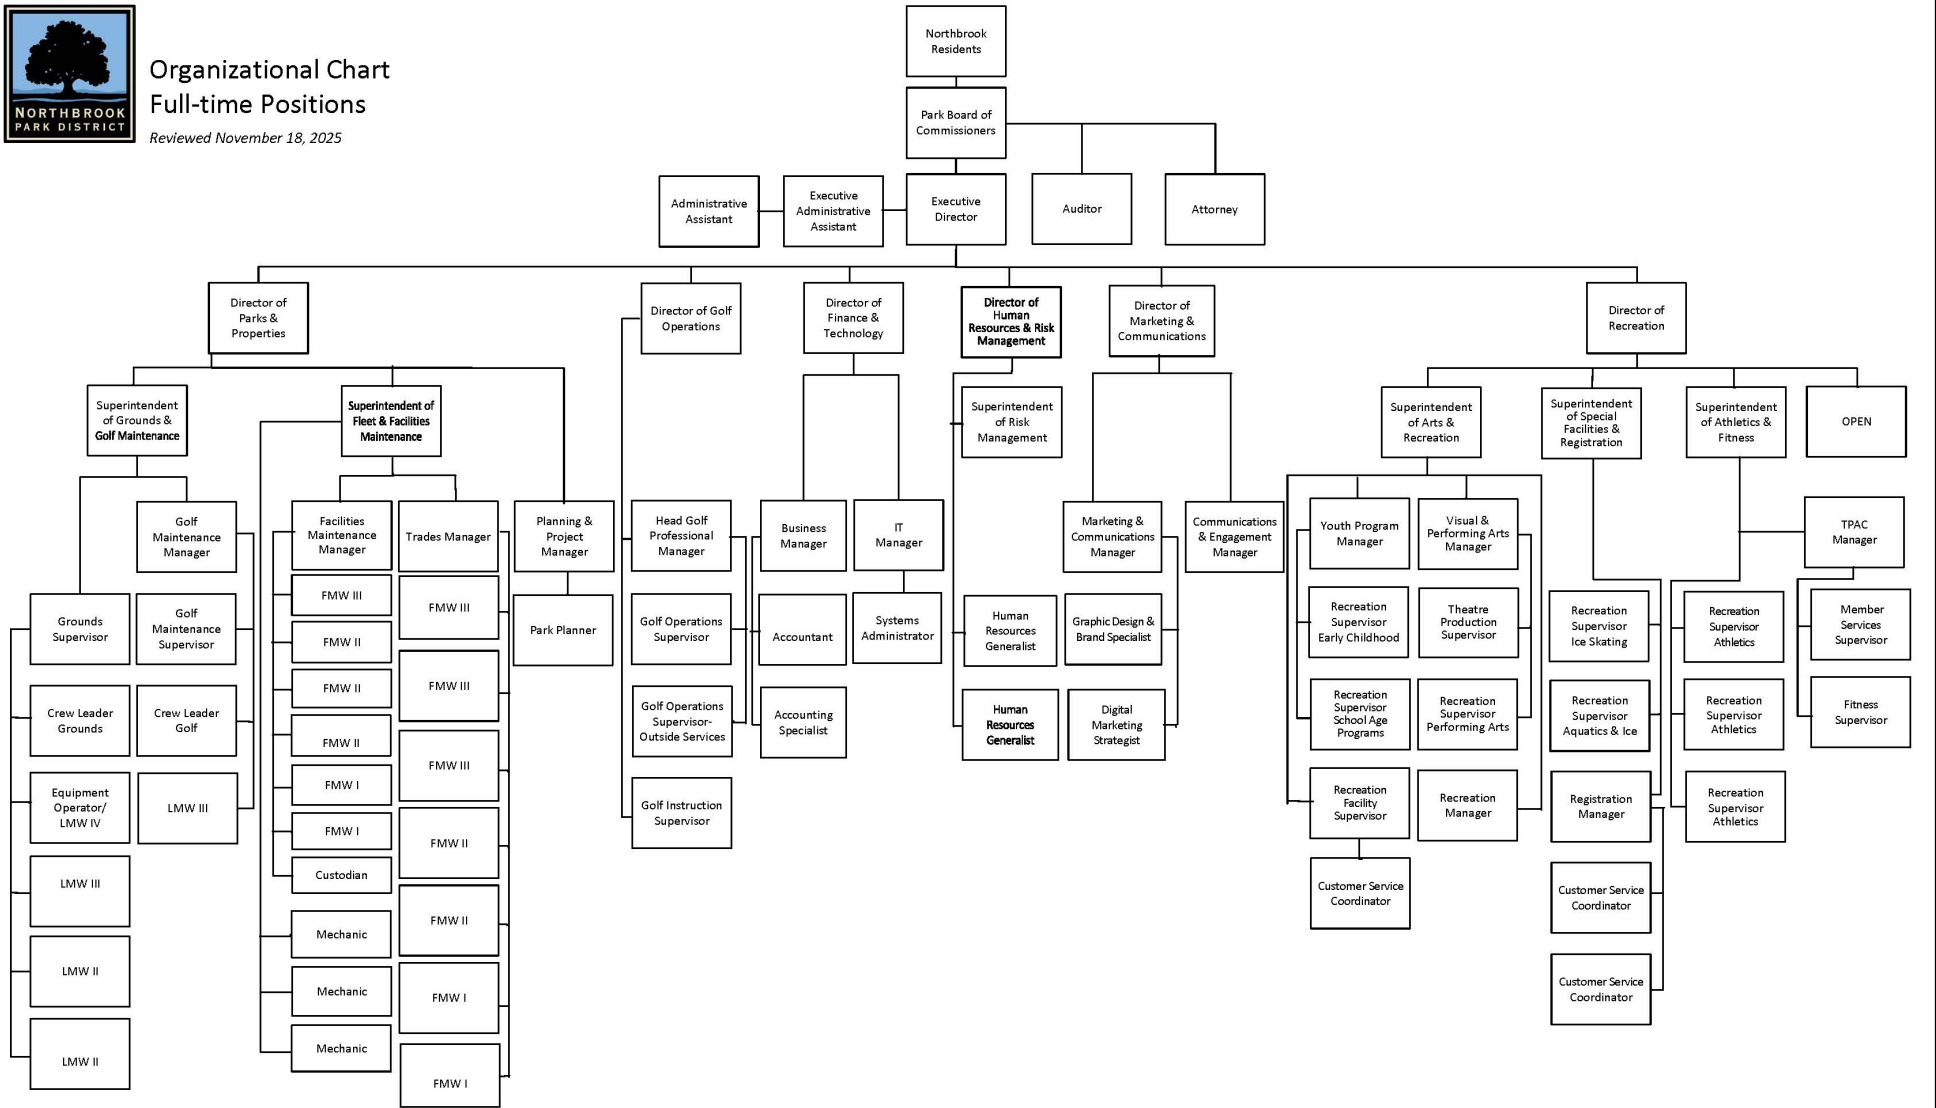 NORTHBROOK
PARK DISTRICT
Organizational Chart
Full-time Positions
Reviewed November 18, 2025
Northbrook
Residents
Park Board of
Commissioners
Administrative
Assistant
Executive
Administrative
Assistant
Executive
Director
Auditor
Attorney
Director of
Parks &
Properties
Director of Golf
Operations
Director of
Finance &
Technology
Director of
Human
Resources & Risk
Management
Director of
Marketing &
Communications
Director of
Recreation
Superintendent
of Grounds &
Golf Maintenance
Superintendent of
Fleet & Facilities
Maintenance
Superintendent
of Risk
Management
Superintendent
of Arts &
Recreation
Superintendent
of Special
Facilities &
Registration
Superintendent
of Athletics &
Fitness
OPEN
Golf
Maintenance
Manager
Facilities
Maintenance
Manager
Trades Manager
Planning &
Project
Manager
Head Golf
Professional
Manager
Business
Manager
IT
Manager
Marketing &
Communications
Manager
Communications
& Engagement
Manager
Youth Program
Manager
Visual &
Performing Arts
Manager
TPAC
Manager
Grounds
Supervisor
Golf
Maintenance
Supervisor
FMW III
FMW II
FMW II
FMW II
FMW I
FMW I
Custodian
Mechanic
Mechanic
Mechanic
FMW III
FMW III
FMW III
FMW II
FMW II
FMW I
FMW I
Park Planner
Golf Operations
Supervisor
Accountant
Systems
Administrator
Human
Resources
Generalist
Graphic Design &
Brand Specialist
Recreation
Supervisor
Early Childhood
Theatre
Production
Supervisor
Recreation
Supervisor
Ice Skating
Recreation
Supervisor
Athletics
Member
Services
Supervisor
Crew Leader
Grounds
Crew Leader
Golf
Golf Operations
Supervisor-
Outside Services
Accounting
Specialist
Human
Resources
Generalist
Digital
Marketing
Strategist
Recreation
Supervisor
School Age
Programs
Recreation
Supervisor
Performing Arts
Recreation
Supervisor
Aquatics & Ice
Recreation
Supervisor
Athletics
Fitness
Supervisor
Equipment
Operator/
LMW IV
LMW III
Golf Instruction
Supervisor
Recreation
Facility
Supervisor
Recreation
Manager
Registration
Manager
Recreation
Supervisor
Athletics
LMW III
Customer Service
Coordinator
Customer Service
Coordinator
LMW II
Customer Service
Coordinator
LMW II